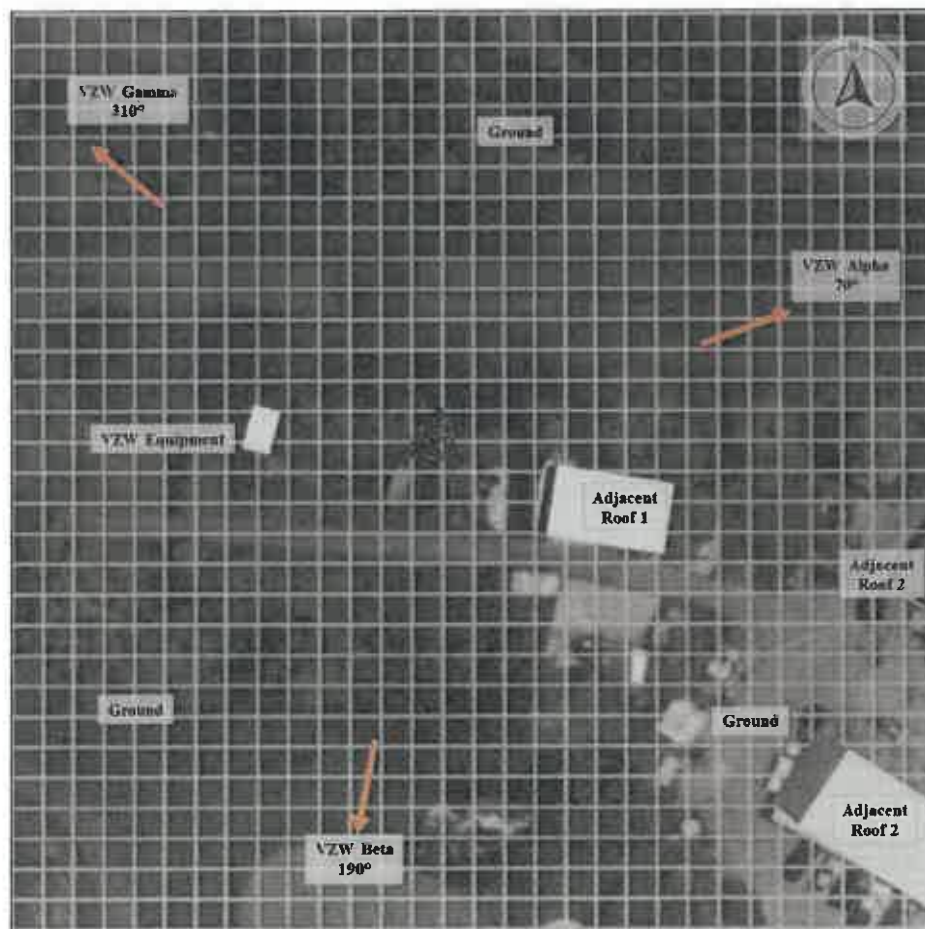 N
VZW Gamma
310°
Ground
VZW Alpha
70°
VZW Equipment
Adjacent
Roof 1
Adjacent
Roof 2
Ground
Ground
Adjacent
Roof 2
VZW Beta
190°